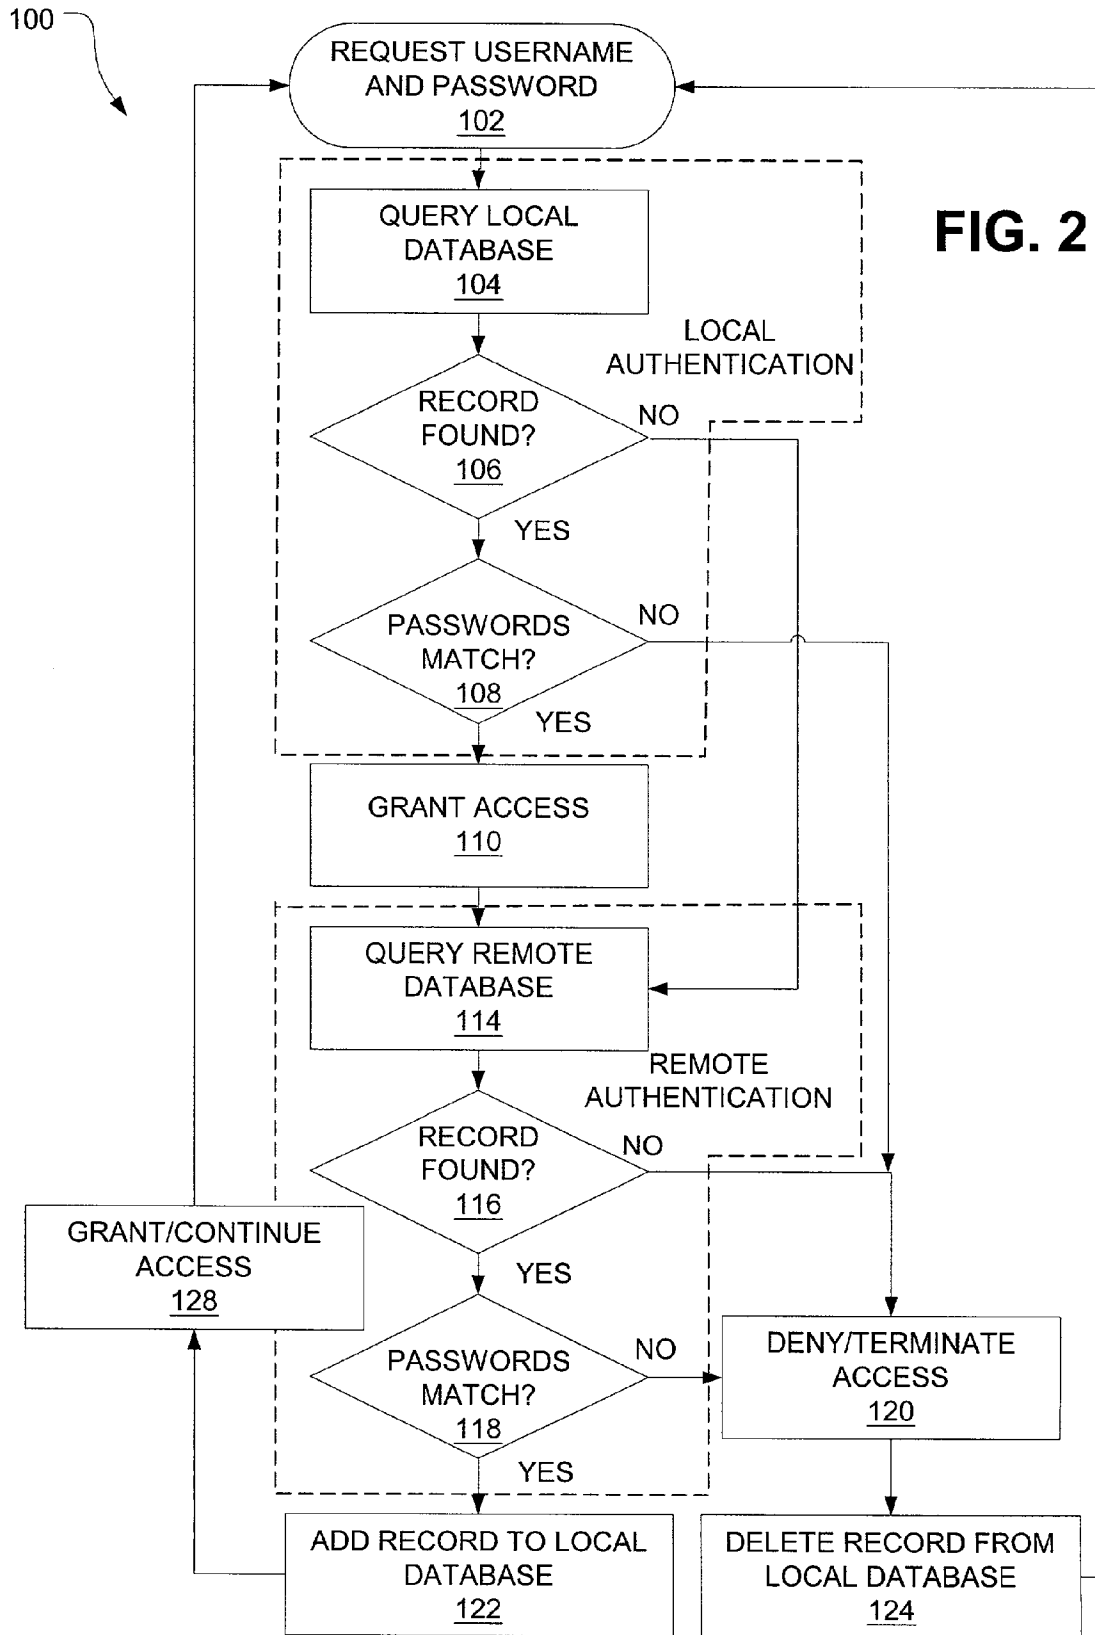 100
REQUEST USERNAME
AND PASSWORD
102
QUERY LOCAL
DATABASE
104
FIG. 2
LOCAL
AUTHENTICATION
RECORD
FOUND?
106
NO
YES
PASSWORDS
MATCH?
108
NO
YES
GRANT ACCESS
110
QUERY REMOTE
DATABASE
114
REMOTE
AUTHENTICATION
RECORD
FOUND?
116
NO
YES
GRANT/CONTINUE
ACCESS
128
PASSWORDS
MATCH?
118
NO
YES
DENY/TERMINATE
ACCESS
120
ADD RECORD TO LOCAL
DATABASE
122
DELETE RECORD FROM
LOCAL DATABASE
124